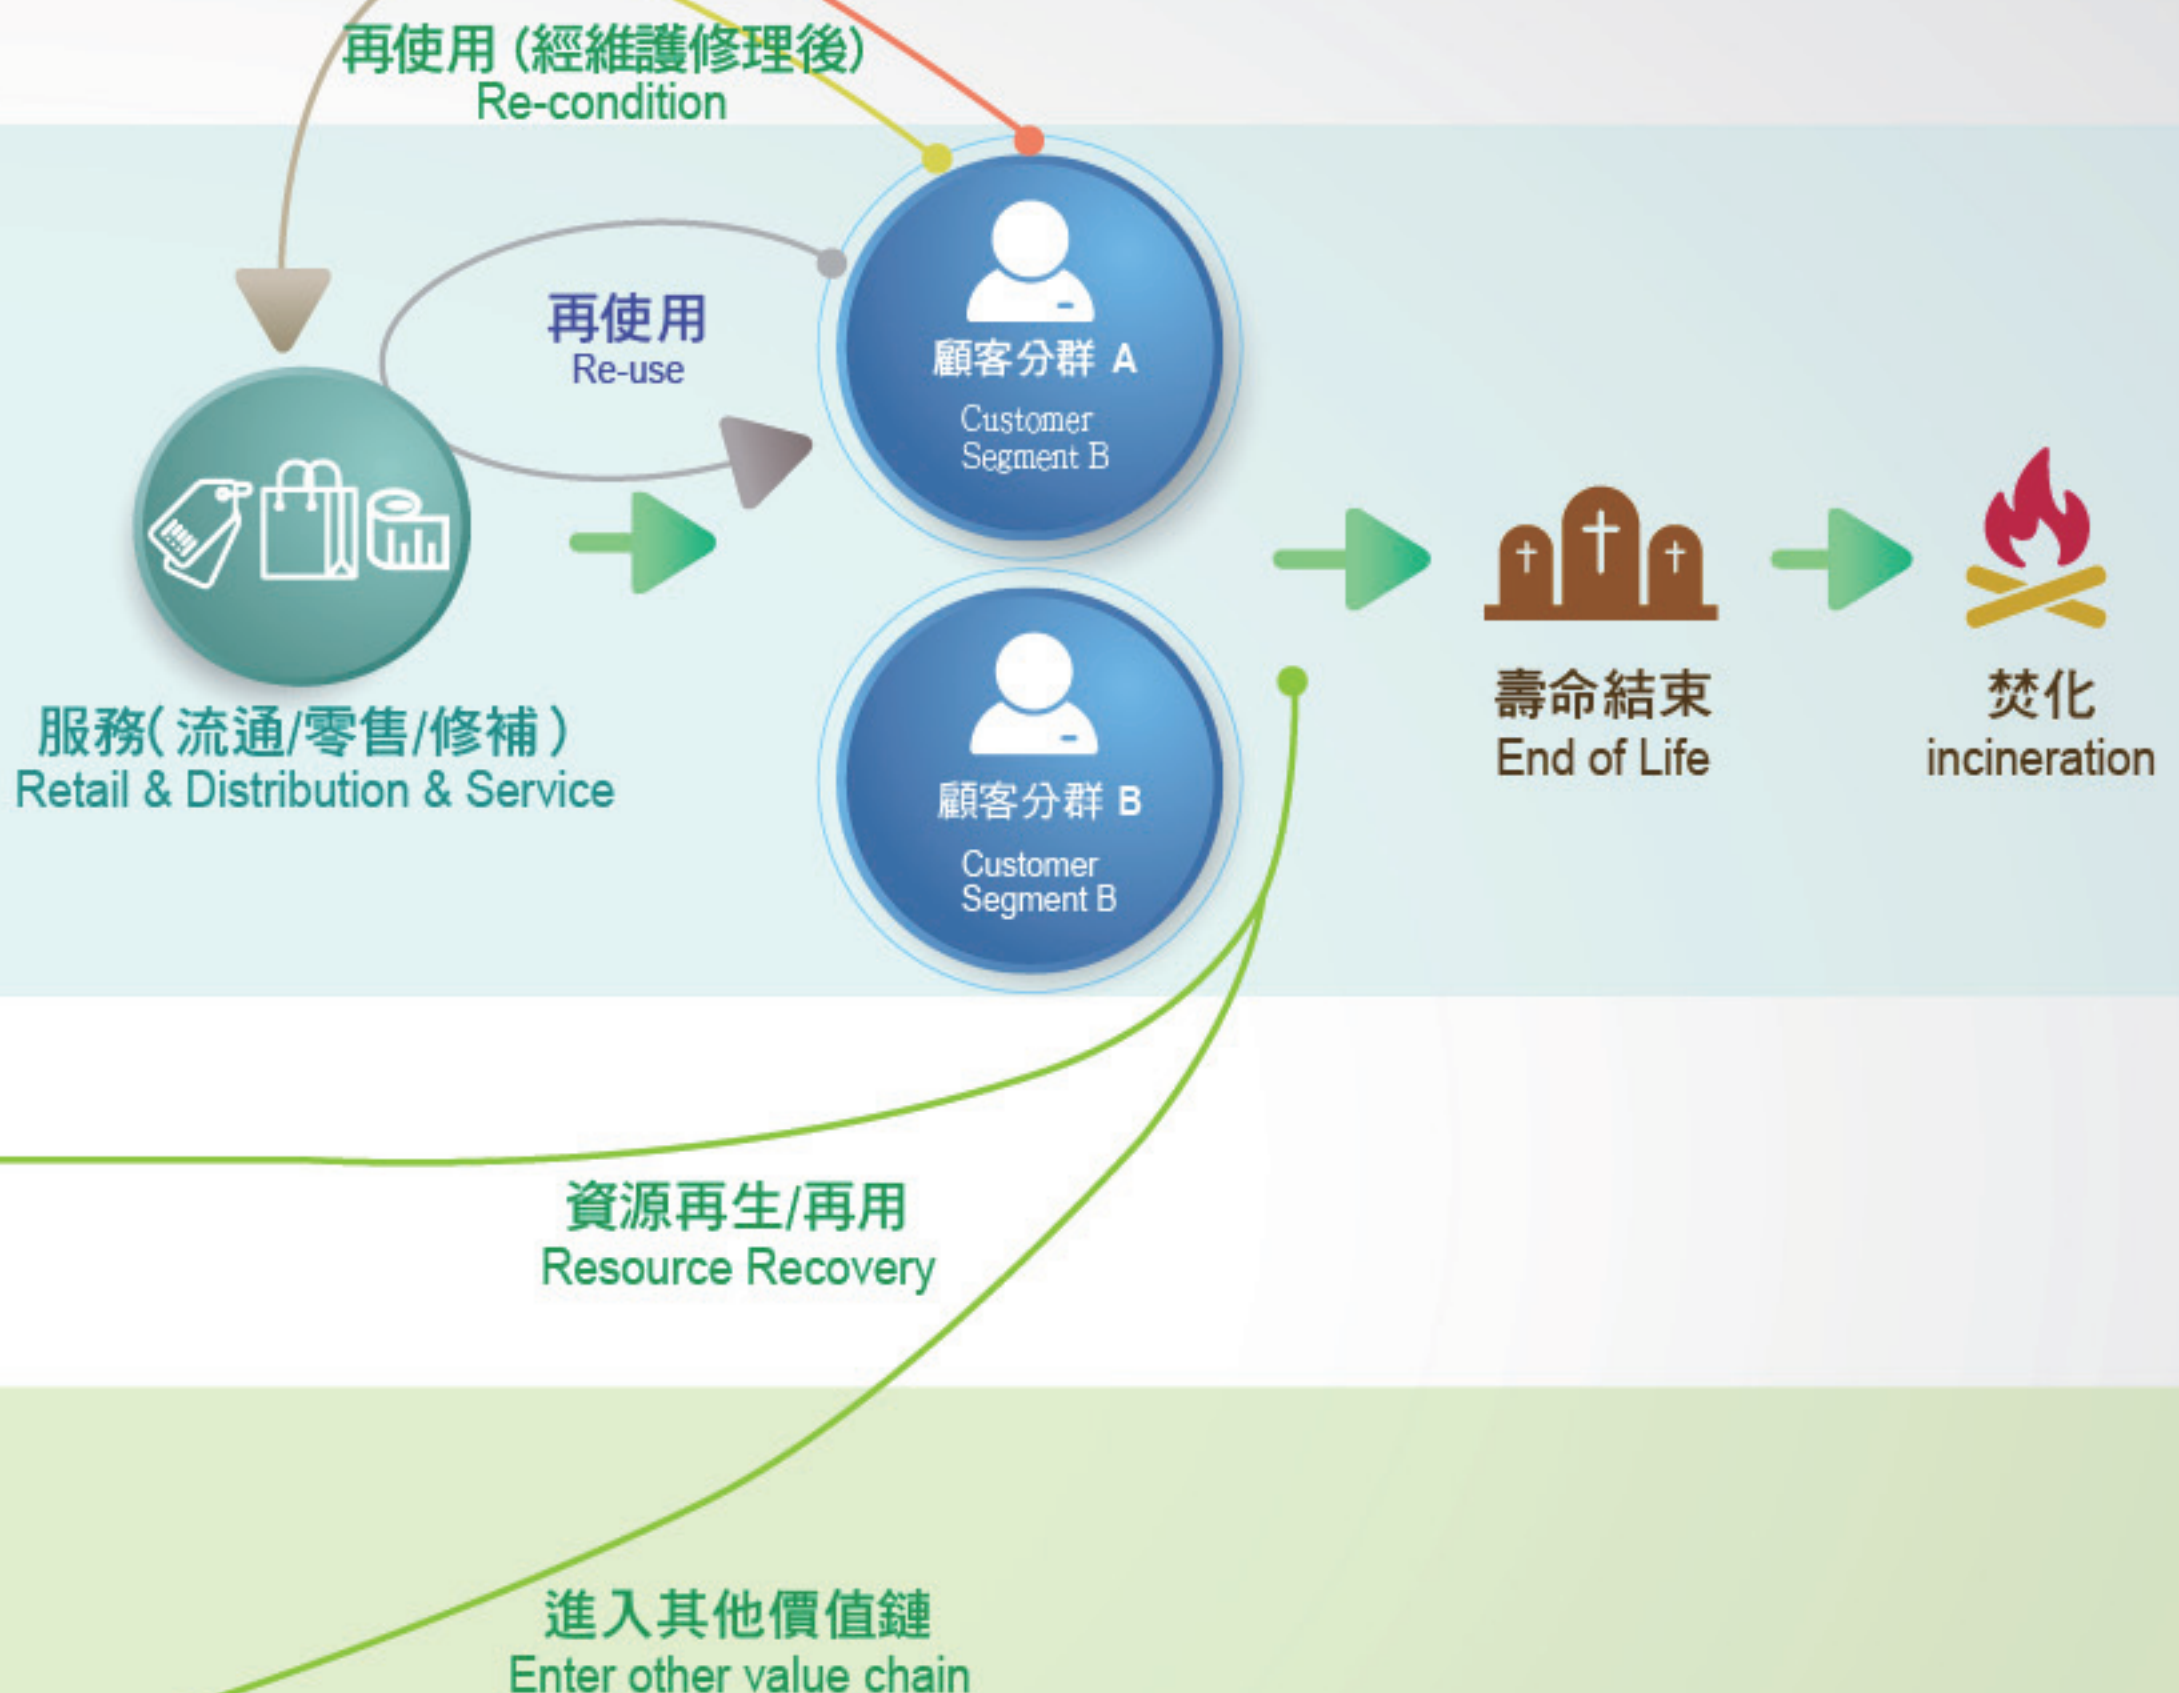 再使用 (經維護修理後)
Re-condition
再使用
Re-use
顧客分群 A
Customer
Segment B
服務( 流通/零售/修補 )
Retail & Distribution & Service
顧客分群 B
Customer
Segment B
壽命結束
End of Life
焚化
incineration
資源再生/再用
Resource Recovery
進入其他價值鏈
Enter other value chain